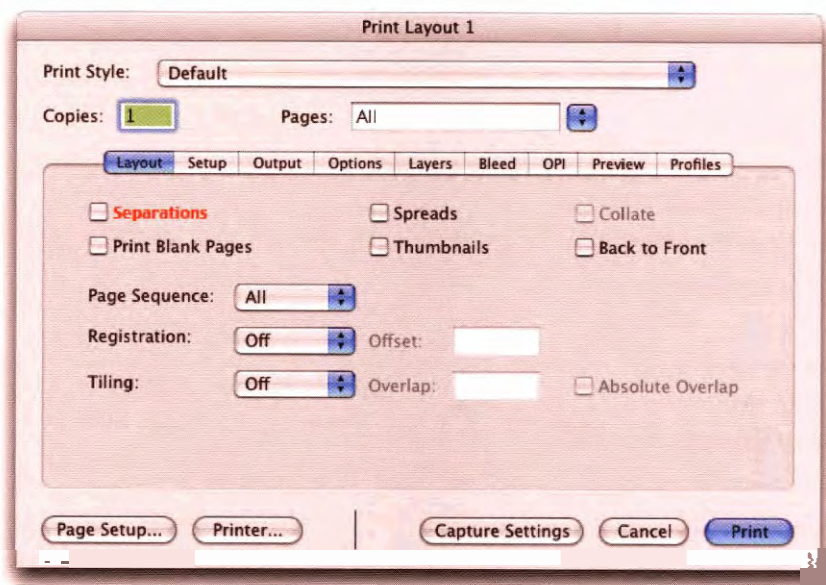 Print Layout 1
Print Style: Default
Copies: 1 Pages: All
Layout Setup Output Options Layers Bleed OPI Preview Profiles
Separations Spreads Collate
Print Blank Pages Thumbnails Back to Front
Page Sequence: All
Registration: Off Offset:
Tiling: Off Overlap: Absolute Overlap
Page Setup... Printer... Capture Settings Cancel Print